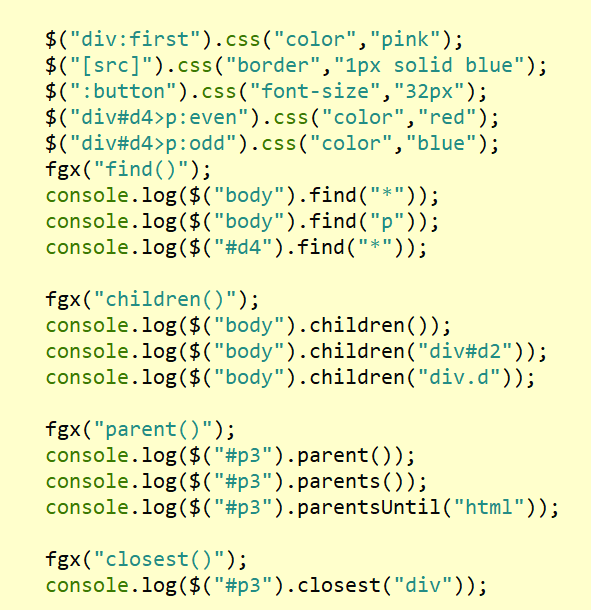 $("div:first").css("color","pink");
$("[src]").css("border","1px solid blue");
$(":button").css("font-size","32px");
$("div#d4>p:even").css("color","red");
$("div#d4>p:odd").css("color","blue");
fgx("find()");
console.log($("body").find("*"));
console.log($("body").find("p"));
console.log($("#d4").find("*"));
fgx("children()");
console.log($("body").children());
console.log($("body").children("div#d2"));
console.log($("body").children("div.d"));
fgx("parent()");
console.log($("#p3").parent());
console.log($("#p3").parents());
console.log($("#p3").parentsUntil("html"));
fgx("closest()");
console.log($("#p3").closest("div"));